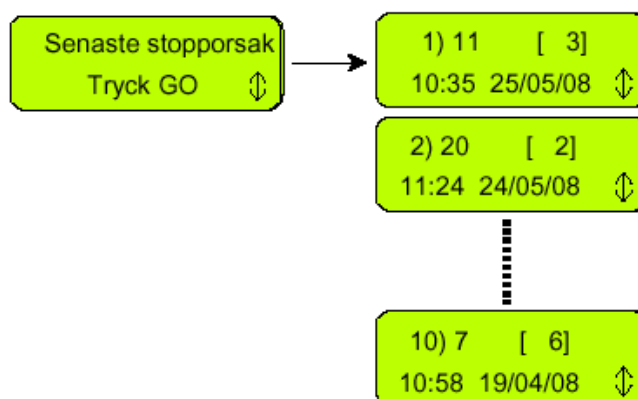 Senaste stopporsak
Tryck GO
1) 11 [ 3]
10:35 25/05/08
2) 20 [ 2]
11:24 24/05/08
10) 7 [ 6]
10:58 19/04/08